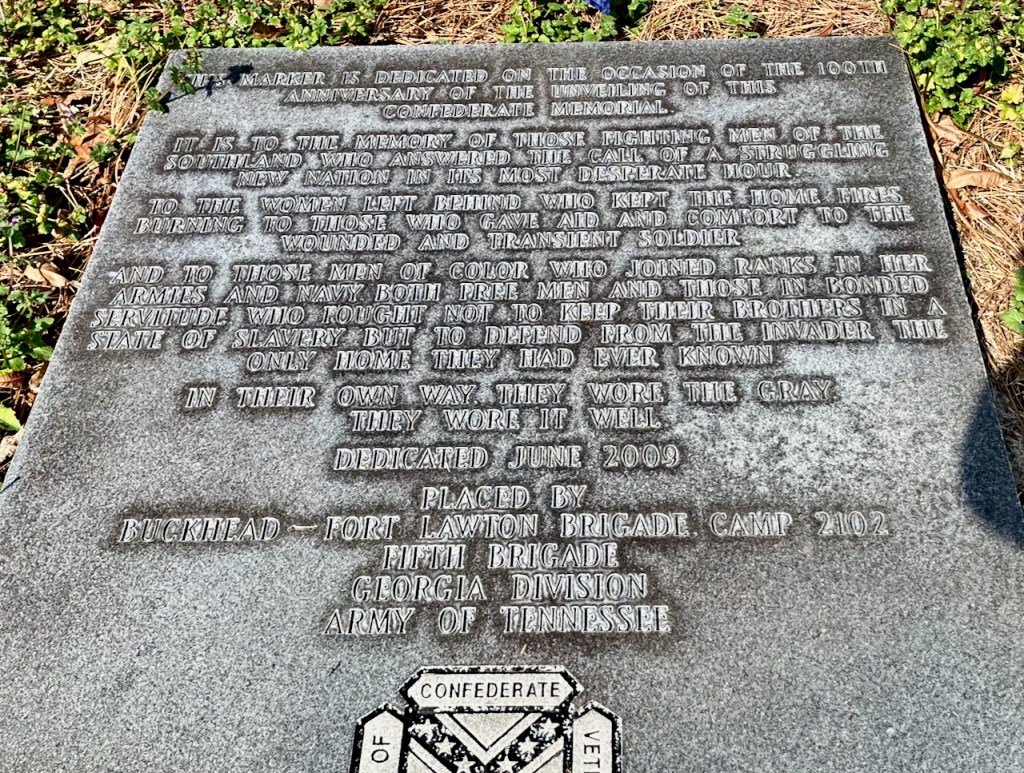 THIS MARKER IS DEDICATED ON THE OCCASION OF THE 100TH
ANNIVERSARY OF THE UNVEILING OF THIS
CONFEDERATE MEMORIAL.
IT IS TO THE MEMORY OF THOSE FIGHTING MEN OF THE
SOUTHLAND WHO ANSWERED THE CALL OF A STRUGGLING
NEW NATION IN ITS MOST DESPERATE HOUR.
TO THE WOMEN LEFT BEHIND WHO KEPT THE HOME FIRES
BURNING TO THOSE WHO GAVE AID AND COMFORT TO THE
WOUNDED AND TRANSIENT SOLDIER
AND TO THOSE MEN OF COLOR WHO JOINED RANKS IN HER
ARMIES AND NAVY, BOTH FREE MEN AND THOSE IN BONDED
SERVITUDE WHO FOUGHT NOT TO KEEP THEIR BROTHERS IN A
STATE OF SLAVERY BUT TO DEFEND FROM THE INVADER THE
ONLY HOME THEY HAD EVER KNOWN
IN THEIR OWN WAY, THEY WORE THE GRAY
THEY WORE IT WELL
DEDICATED JUNE 2009
PLACED BY
BUCKHEAD – FORT LAWTON BRIGADE, CAMP 2102
FIFTH BRIGADE
GEORGIA DIVISION
ARMY OF TENNESSEE
CONFEDERATE
OF
VET